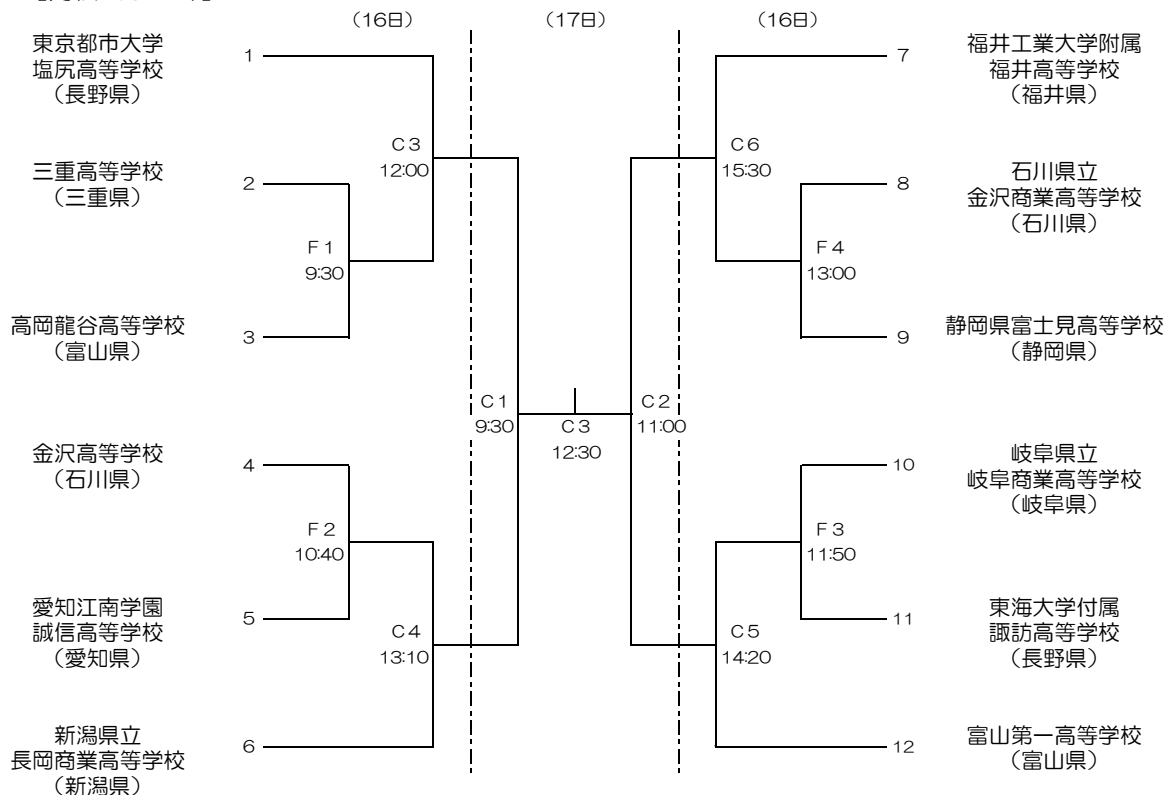 (16日)
(17日)
(16日)
東京都市大学
塩尻高等学校
(長野県)
1
三重高等学校
(三重県)
2
高岡龍谷高等学校
(富山県)
3
金沢高等学校
(石川県)
4
愛知江南学園
誠信高等学校
(愛知県)
5
新潟県立
長岡商業高等学校
(新潟県)
6
F1
9:30
F2
10:40
C3
12:00
C4
13:10
C1
9:30
C3
12:30
C2
11:00
C6
15:30
C5
14:20
F4
13:00
F3
11:50
7
福井工業大学附属
福井高等学校
(福井県)
8
石川県立
金沢商業高等学校
(石川県)
9
静岡県富士見高等学校
(静岡県)
10
岐阜県立
岐阜商業高等学校
(岐阜県)
11
東海大学付属
諏訪高等学校
(長野県)
12
富山第一高等学校
(富山県)